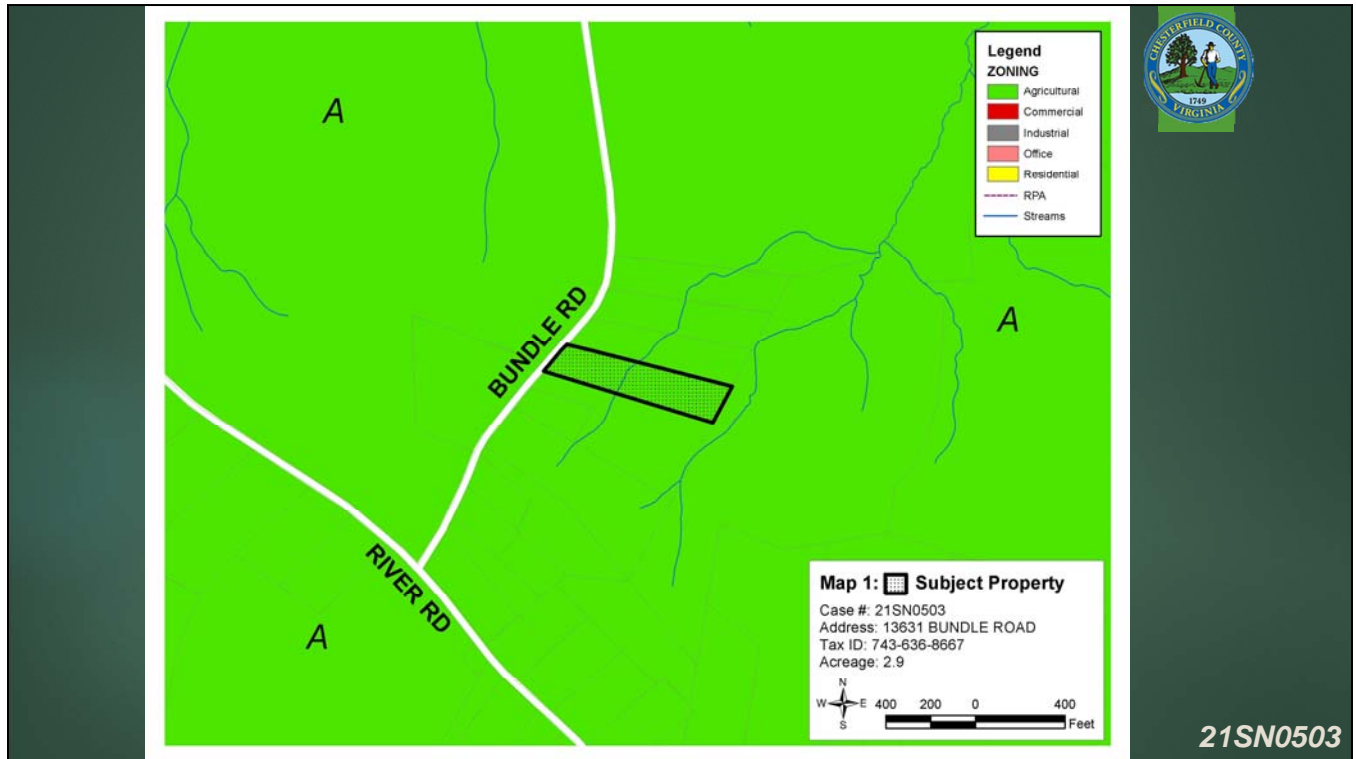 A
Legend
ZONING
Agricultural
Commercial
Industrial
Office
Residential
RPA
Streams
CHESTERFIELD COUNTY
1749
VIRGINIA
BUNDLE RD
A
RIVER RD
A
Map 1: Subject Property
Case #: 21SN0503
Address: 13631 BUNDLE ROAD
Tax ID: 743-636-8667
Acreage: 2.9
N
W E
S
400 200 0 400
Feet
21SN0503